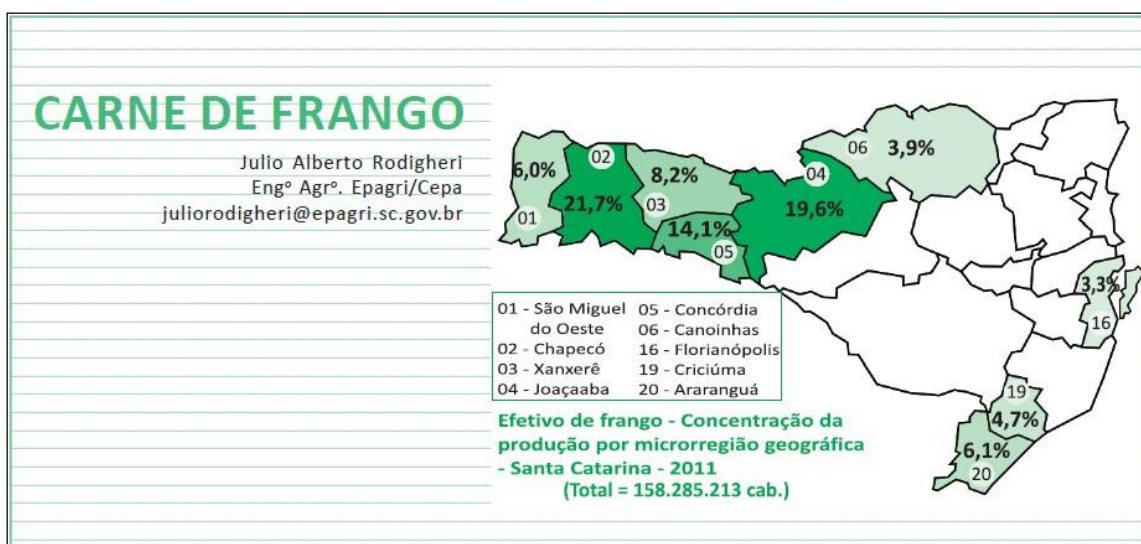 CARNE DE FRANGO
Julio Alberto Rodigheri
Engº Agrº. Epagri/Cepa
juliorodigheri@epagri.sc.gov.br
06
3,9%
02
6,0%
8,2%
04
21,7%
03
19,6%
01
14,1%
05
3,3%
16
01 - São Miguel do Oeste
02 - Chapecó
03 - Xanxerê
04 - Joaçaaba
05 - Concórdia
06 - Canoinhas
16 - Florianópolis
19 - Criciúma
20 - Araranguá
19
4,7%
6,1%
20
Efetivo de frango - Concentração da
produção por microrregião geográfica
- Santa Catarina - 2011
(Total = 158.285.213 cab.)